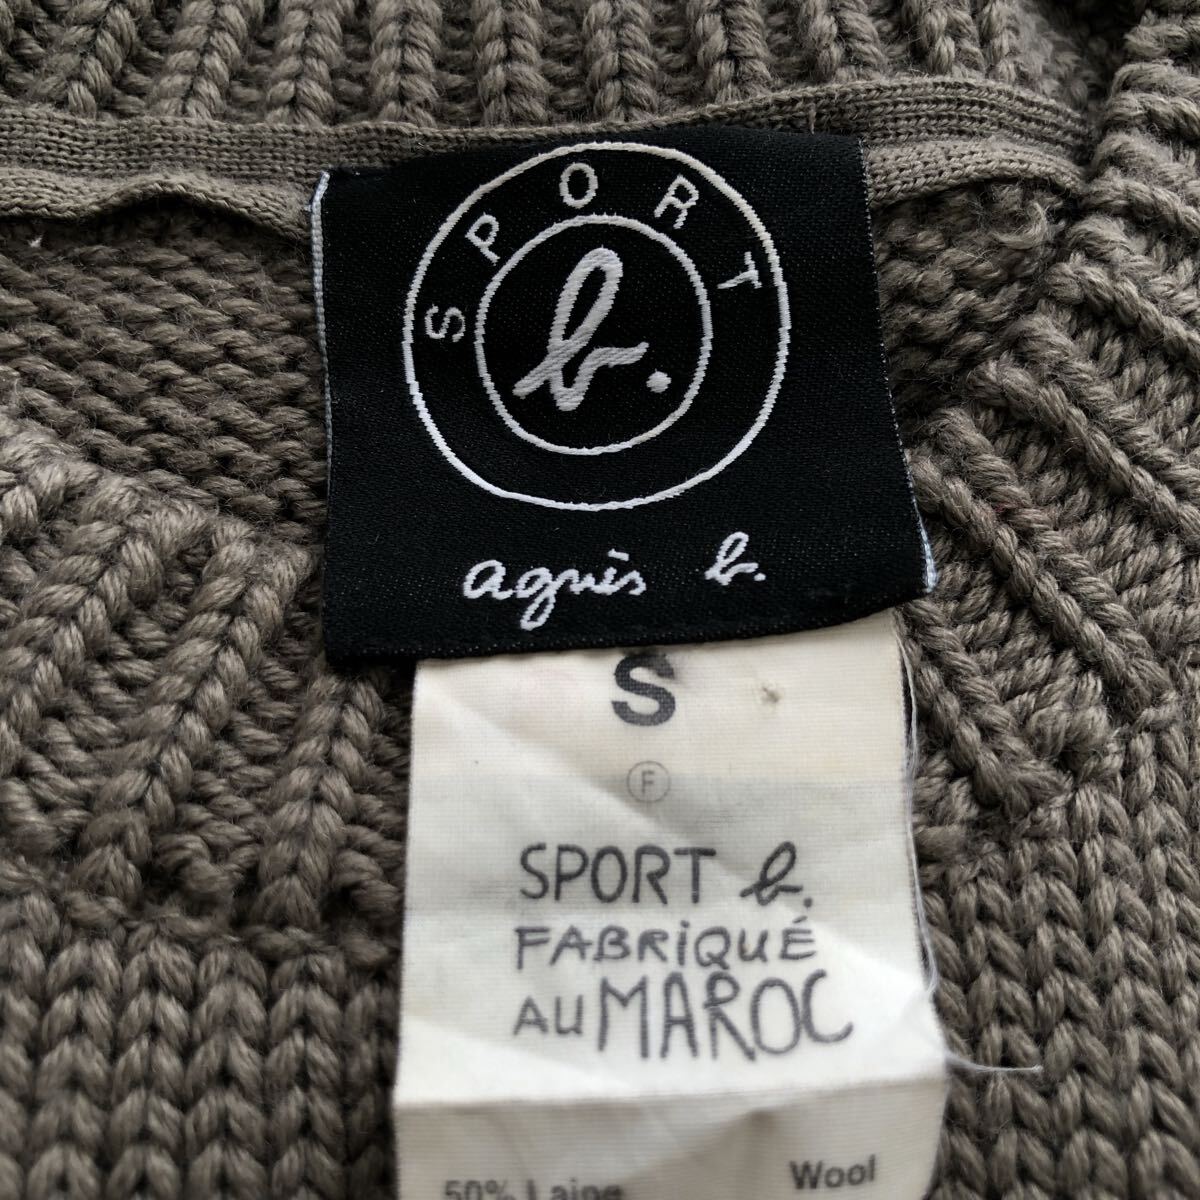 SPORT
b.
agnès b.
S
F
SPORT b.
FABRIQUÉ
AU MAROC
50% Laine Wool